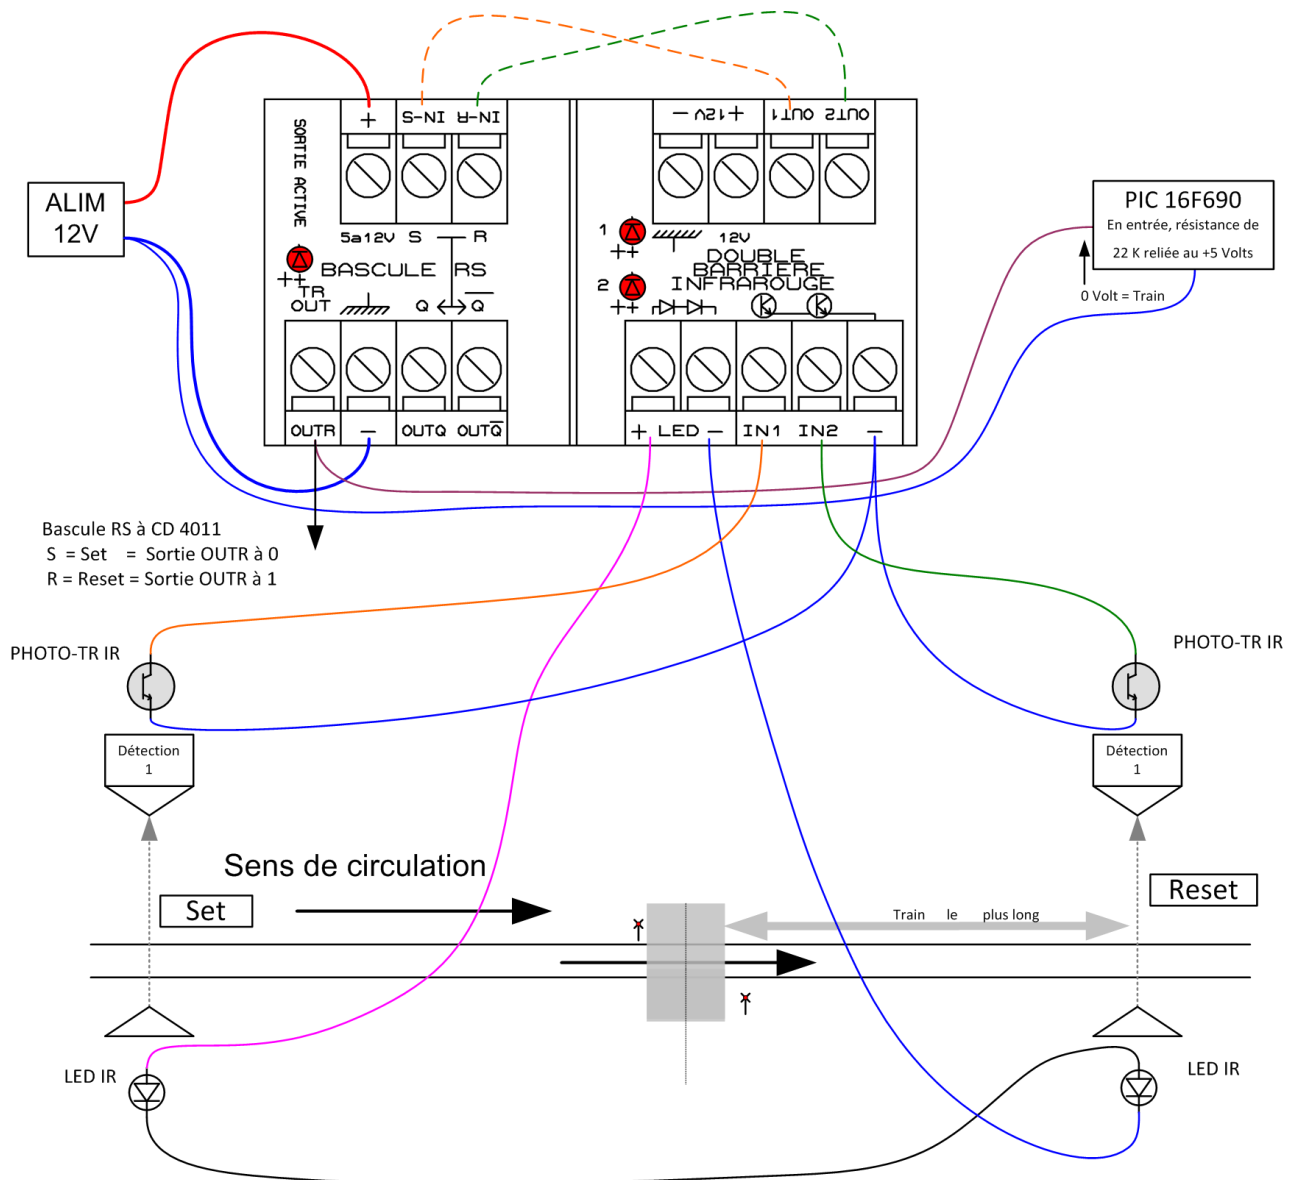 + S-IN R-IN
− +12V OUT1 OUT2
SORTIE ACTIVE
ALIM
12V
PIC 16F690
En entrée, résistance de
22 K reliée au +5 Volts
0 Volt = Train
5a12V S R
1
12V
++
DOUBLE
BARRIERE
INFRAROUGE
BASCULE RS
++
2
++
TR
OUT
Q Q̅
OUTR − OUTQ OUTQ̅
+ LED − IN1 IN2 −
Bascule RS à CD 4011
S = Set = Sortie OUTR à 0
R = Reset = Sortie OUTR à 1
PHOTO-TR IR
PHOTO-TR IR
Détection
1
Détection
1
Sens de circulation
Set
Reset
Train le plus long
LED IR
LED IR